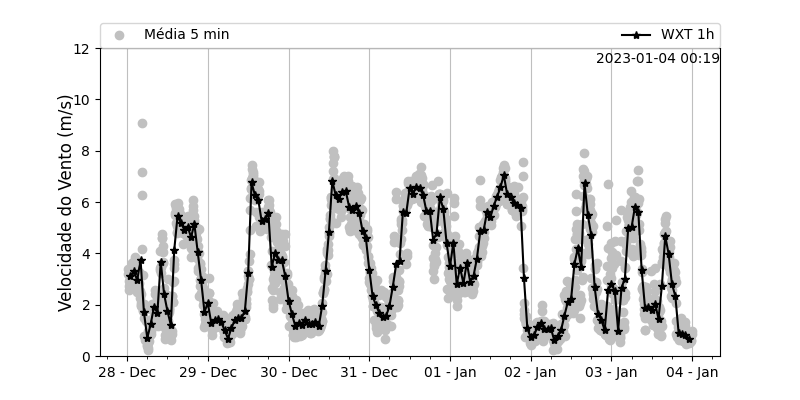 Média 5 min
WXT 1h
2023-01-04 00:19
Velocidade do Vento (m/s)
12
10
8
6
4
2
0
28 - Dec
29 - Dec
30 - Dec
31 - Dec
01 - Jan
02 - Jan
03 - Jan
04 - Jan